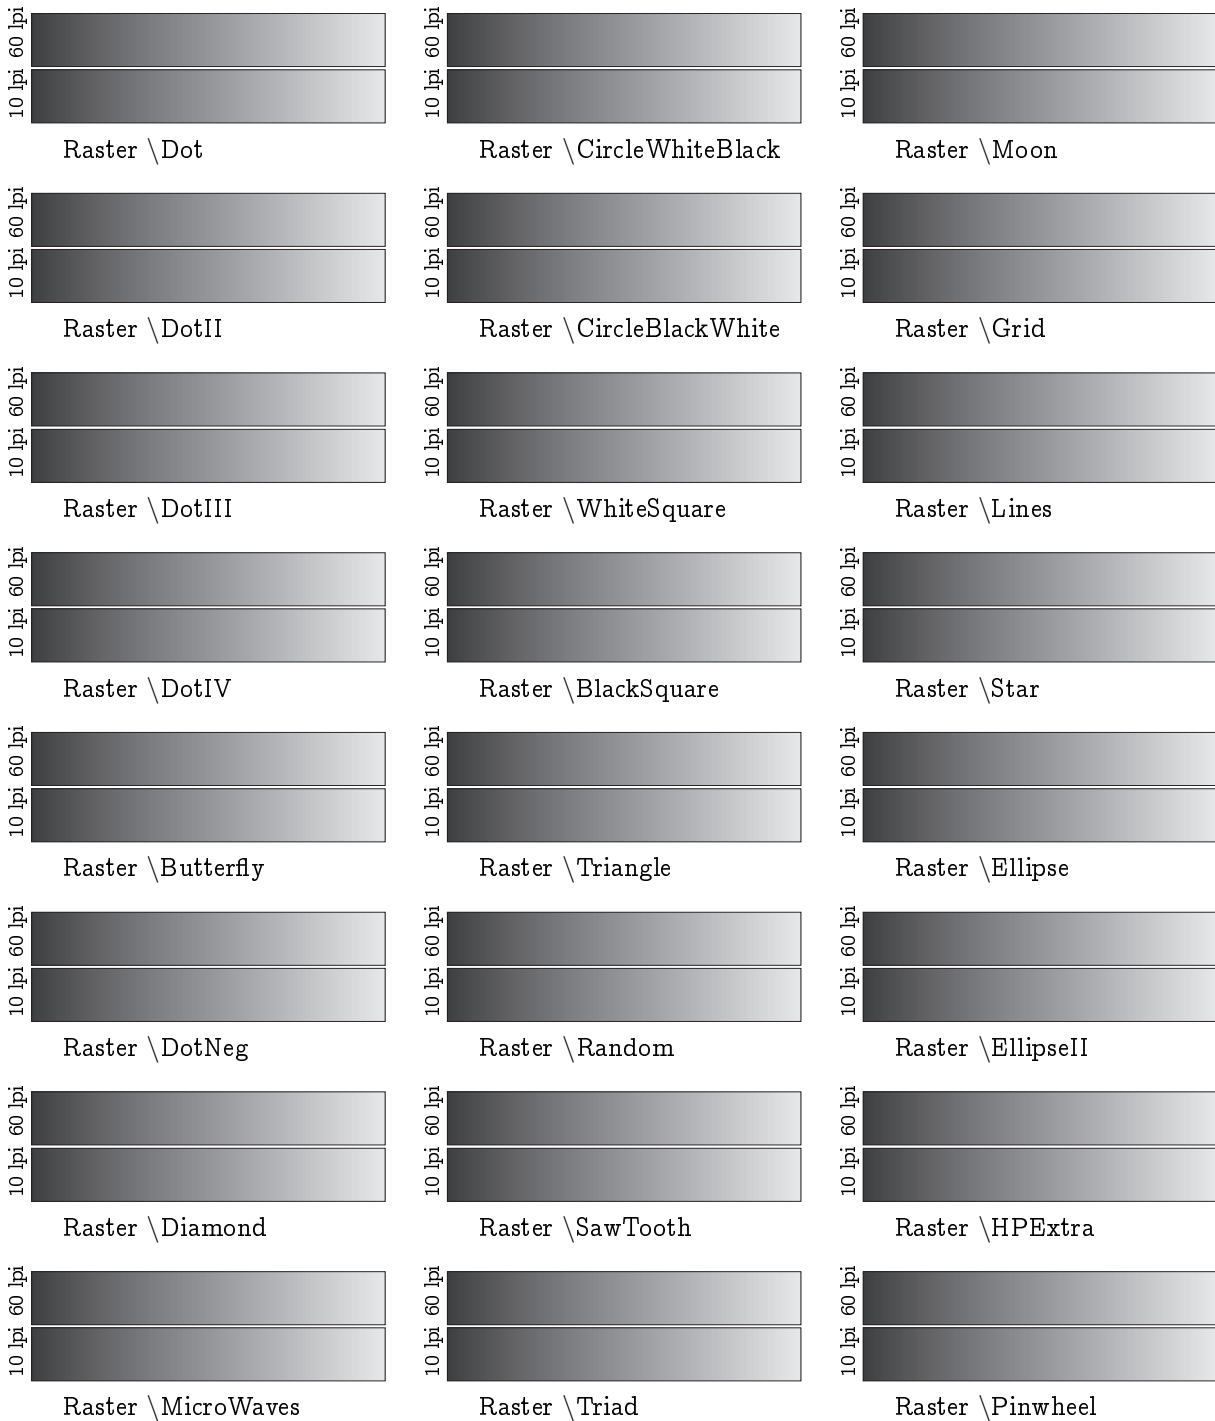 60 lpi 60 lpi 60 lpi
10 lpi 10 lpi 10 lpi
Raster \Dot Raster \CircleWhiteBlack Raster \Moon
60 lpi 60 lpi 60 lpi
10 lpi 10 lpi 10 lpi
Raster \DotII Raster \CircleBlackWhite Raster \Grid
60 lpi 60 lpi 60 lpi
10 lpi 10 lpi 10 lpi
Raster \DotIII Raster \WhiteSquare Raster \Lines
60 lpi 60 lpi 60 lpi
10 lpi 10 lpi 10 lpi
Raster \DotIV Raster \BlackSquare Raster \Star
60 lpi 60 lpi 60 lpi
10 lpi 10 lpi 10 lpi
Raster \Butterfly Raster \Triangle Raster \Ellipse
60 lpi 60 lpi 60 lpi
10 lpi 10 lpi 10 lpi
Raster \DotNeg Raster \Random Raster \EllipseII
60 lpi 60 lpi 60 lpi
10 lpi 10 lpi 10 lpi
Raster \Diamond Raster \SawTooth Raster \HPExtra
60 lpi 60 lpi 60 lpi
10 lpi 10 lpi 10 lpi
Raster \MicroWaves Raster \Triad Raster \Pinwheel